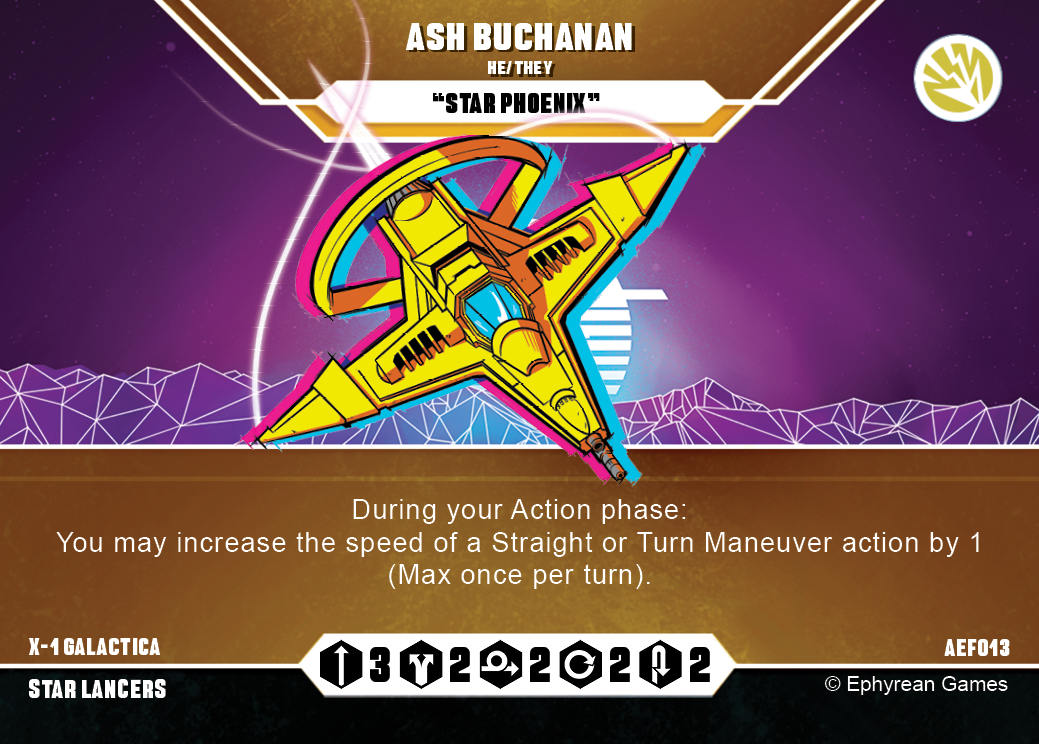 ASH BUCHANAN
HE/THEY
“STAR PHOENIX”
During your Action phase:
You may increase the speed of a Straight or Turn Maneuver action by 1
(Max once per turn).
X-1 GALACTICA
AEF013
3 2 2 2 2
STAR LANCERS
© Ephyrean Games